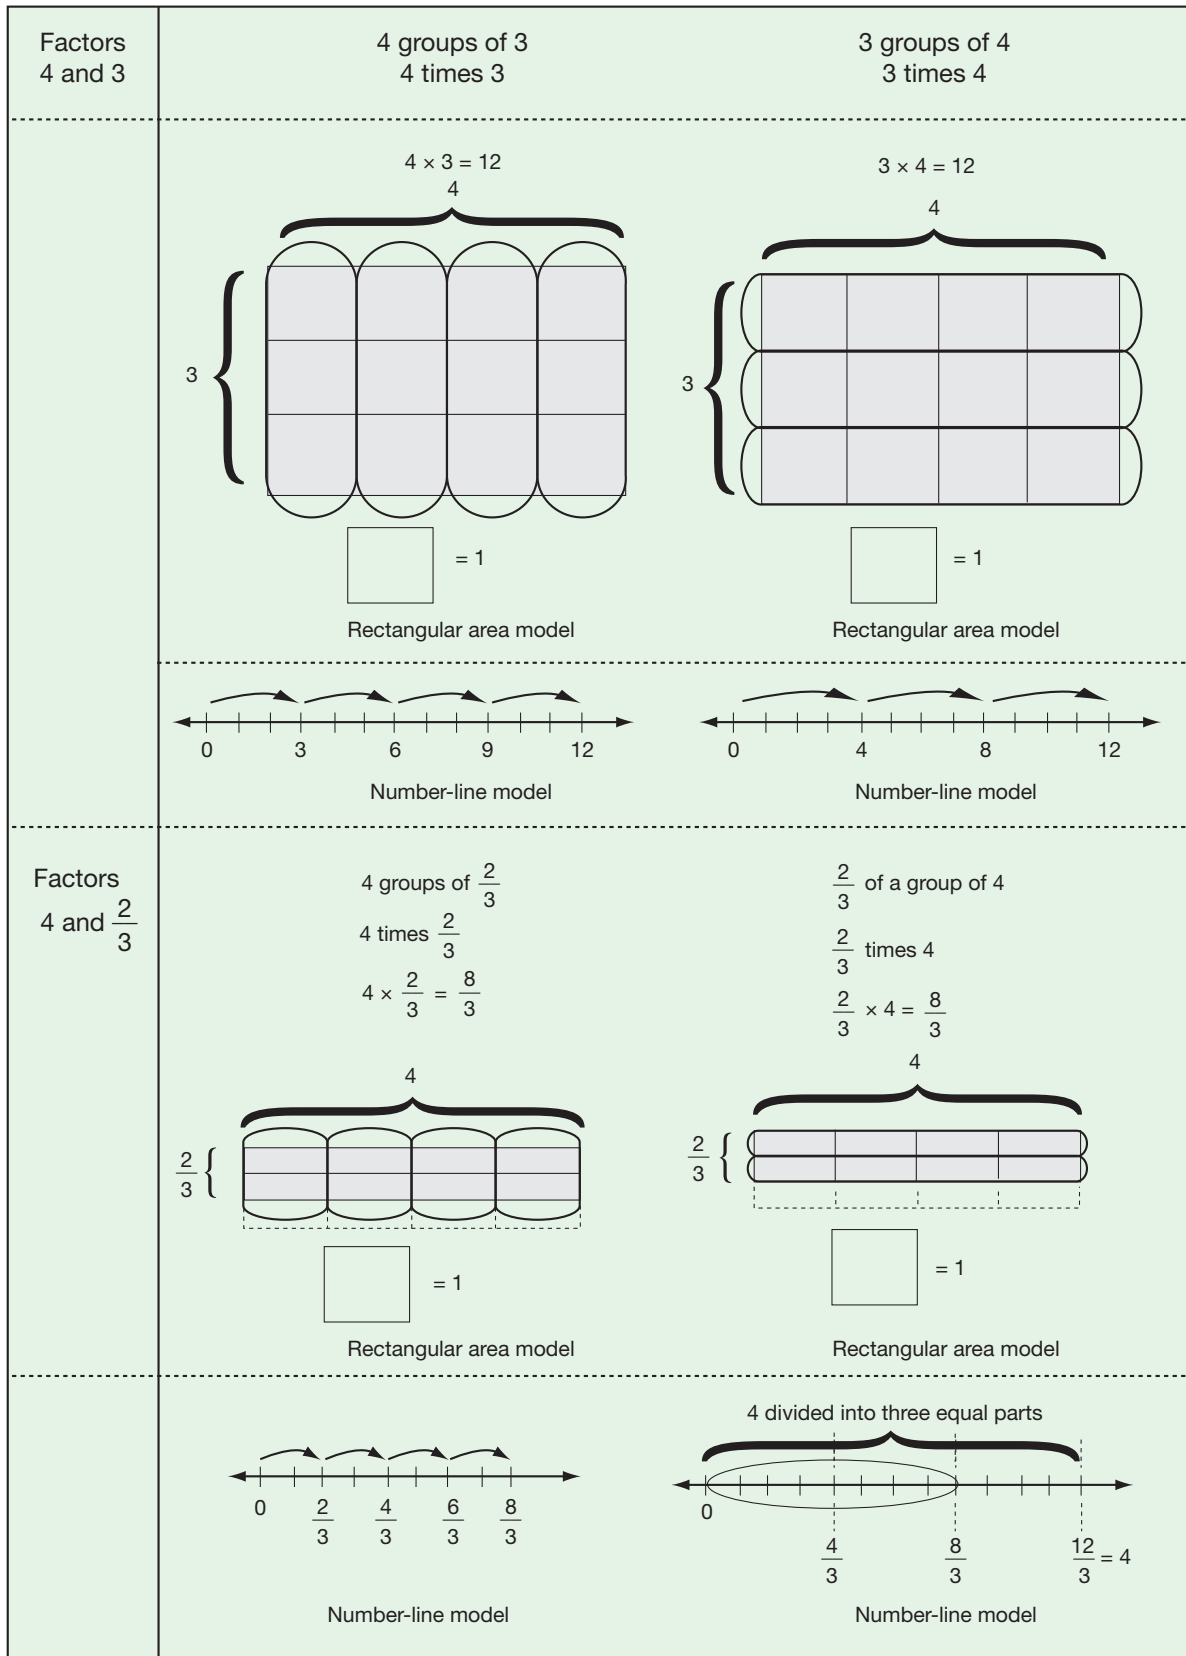 Factors
4 and 3
4 groups of 3
4 times 3
3 groups of 4
3 times 4
4 × 3 = 12
4
3
= 1
Rectangular area model
3 × 4 = 12
4
3
= 1
Rectangular area model
0 3 6 9 12
Number-line model
0 4 8 12
Number-line model
Factors
4 and 2/3
4 groups of 2/3
4 times 2/3
4 × 2/3 = 8/3
4
2/3
= 1
Rectangular area model
2/3 of a group of 4
2/3 times 4
2/3 × 4 = 8/3
4
2/3
= 1
Rectangular area model
0 2/3 4/3 6/3 8/3
Number-line model
4 divided into three equal parts
0
4/3 8/3 12/3 = 4
Number-line model